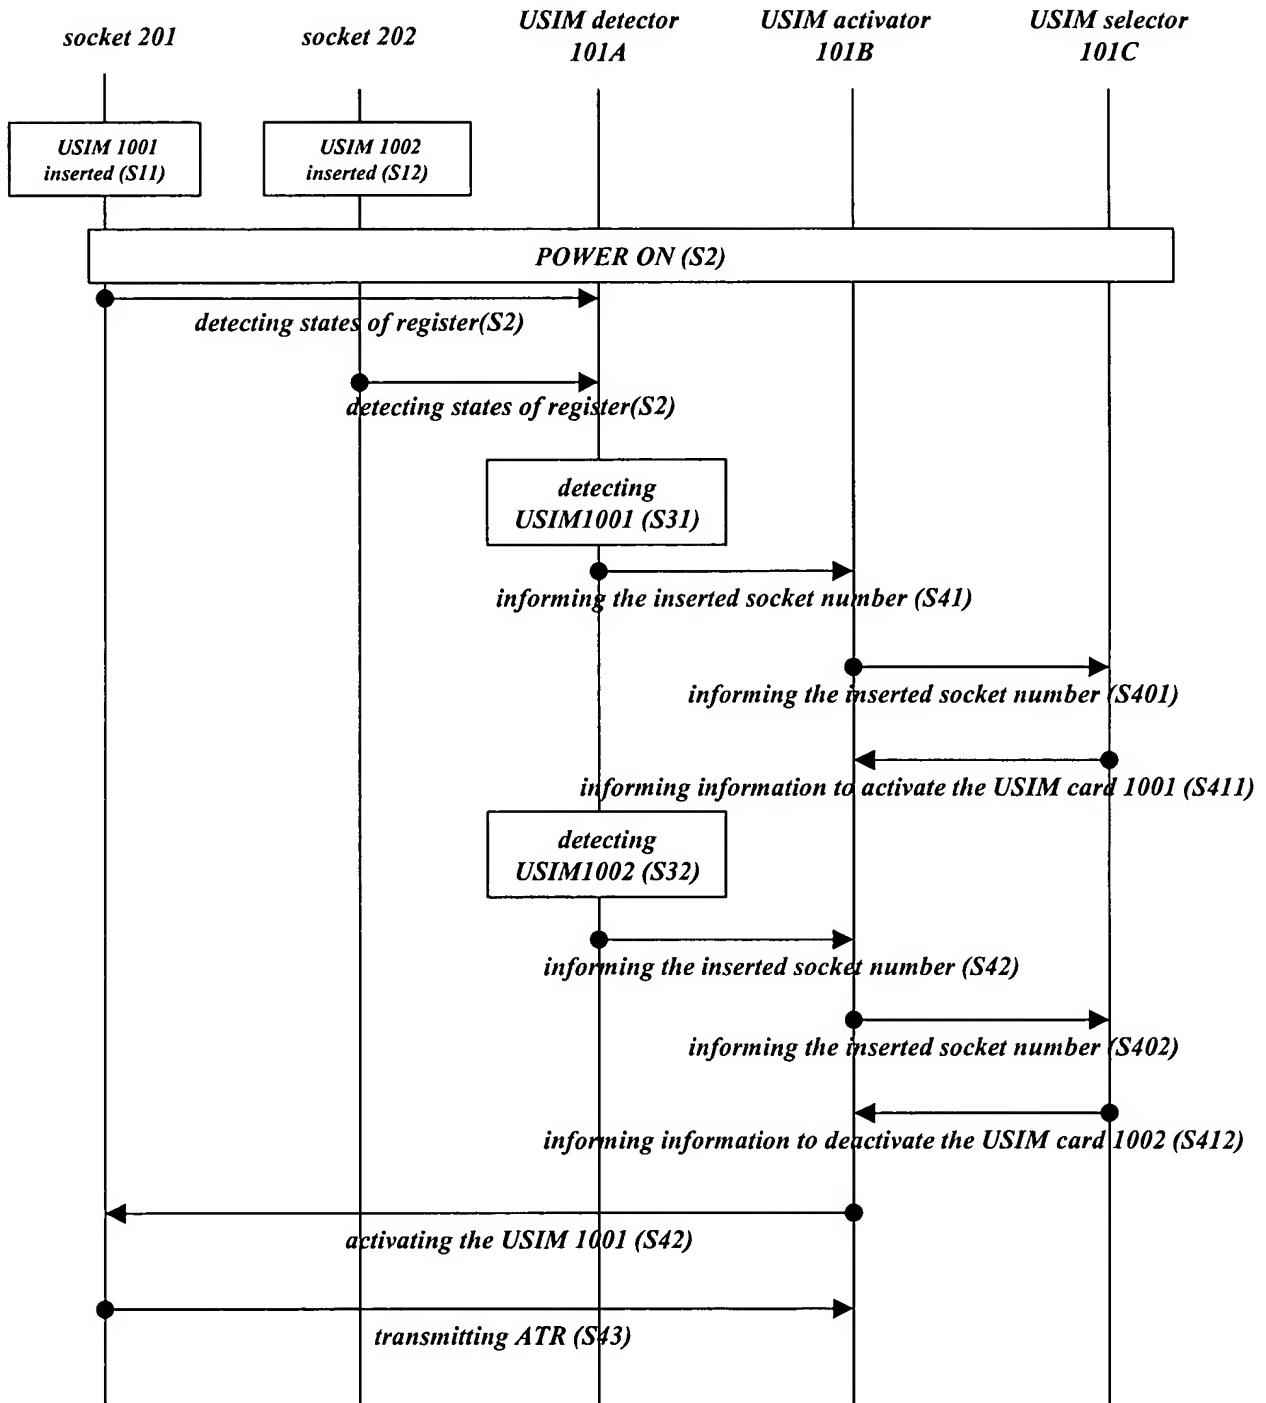 socket 201
socket 202
USIM detector
101A
USIM activator
101B
USIM selector
101C
USIM 1001
inserted (S11)
USIM 1002
inserted (S12)
POWER ON (S2)
detecting states of register(S2)
detecting states of register(S2)
detecting
USIM1001 (S31)
informing the inserted socket number (S41)
informing the inserted socket number (S401)
informing information to activate the USIM card 1001 (S411)
detecting
USIM1002 (S32)
informing the inserted socket number (S42)
informing the inserted socket number (S402)
informing information to deactivate the USIM card 1002 (S412)
activating the USIM 1001 (S42)
transmitting ATR (S43)